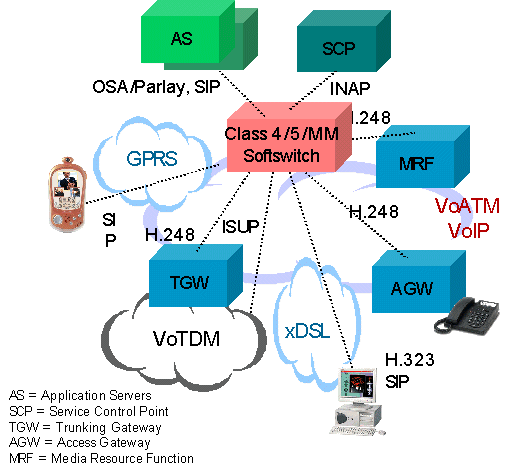 AS
SCP
OSA/Parlay, SIP
INAP
Class 4/5/MM
Softswitch
.248
GPRS
MRF
VoATM
VoIP
SI
P
H.248
ISUP
H.248
TGW
AGW
VoTDM
xDSL
H.323
SIP
AS = Application Servers
SCP = Service Control Point
TGW = Trunking Gateway
AGW = Access Gateway
MRF = Media Resource Function